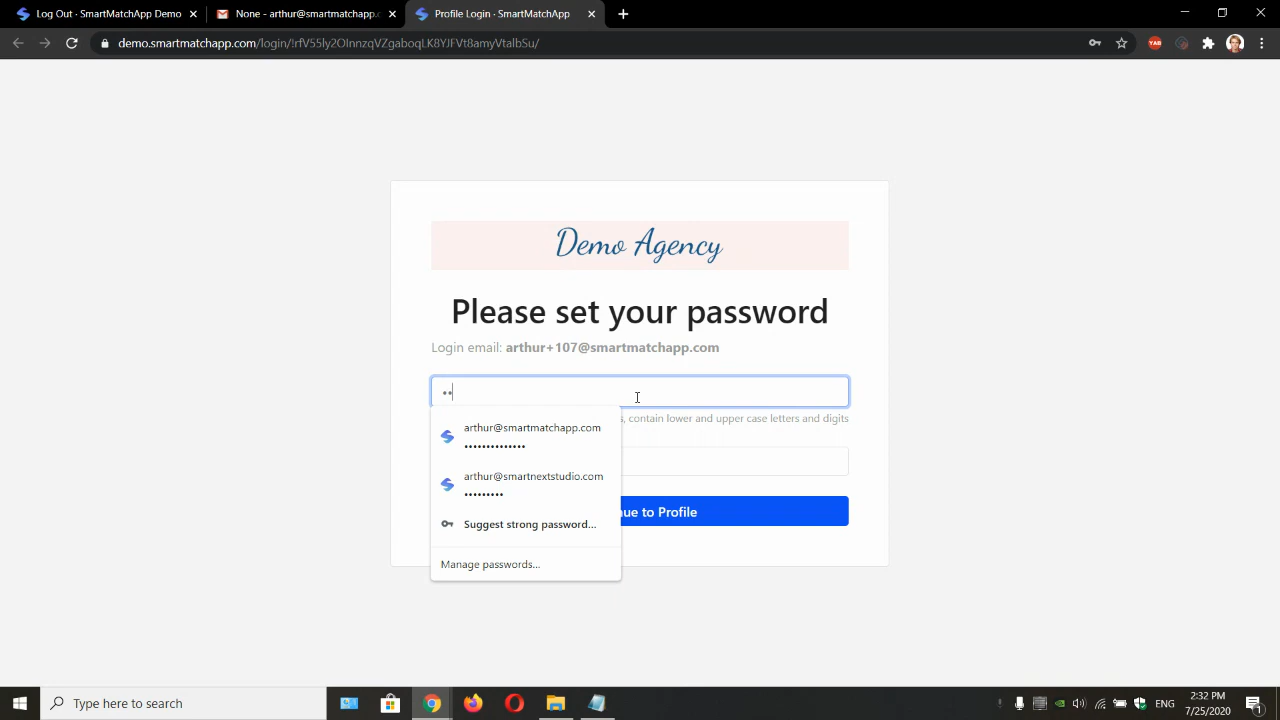 Log Out · SmartMatchApp Demo
None - arthur@smartmatchapp.c
Profile Login · SmartMatchApp
demo.smartmatchapp.com/login/
Demo Agency
Please set your password
Login email: arthur+107@smartmatchapp.com
••
, contain lower and upper case letters and digits
arthur@smartmatchapp.com
••••••••••••••
arthur@smartnextstudio.com
•••••••••
ue to Profile
Suggest strong password...
Manage passwords...
Type here to search
2:32 PM
7/25/2020
1